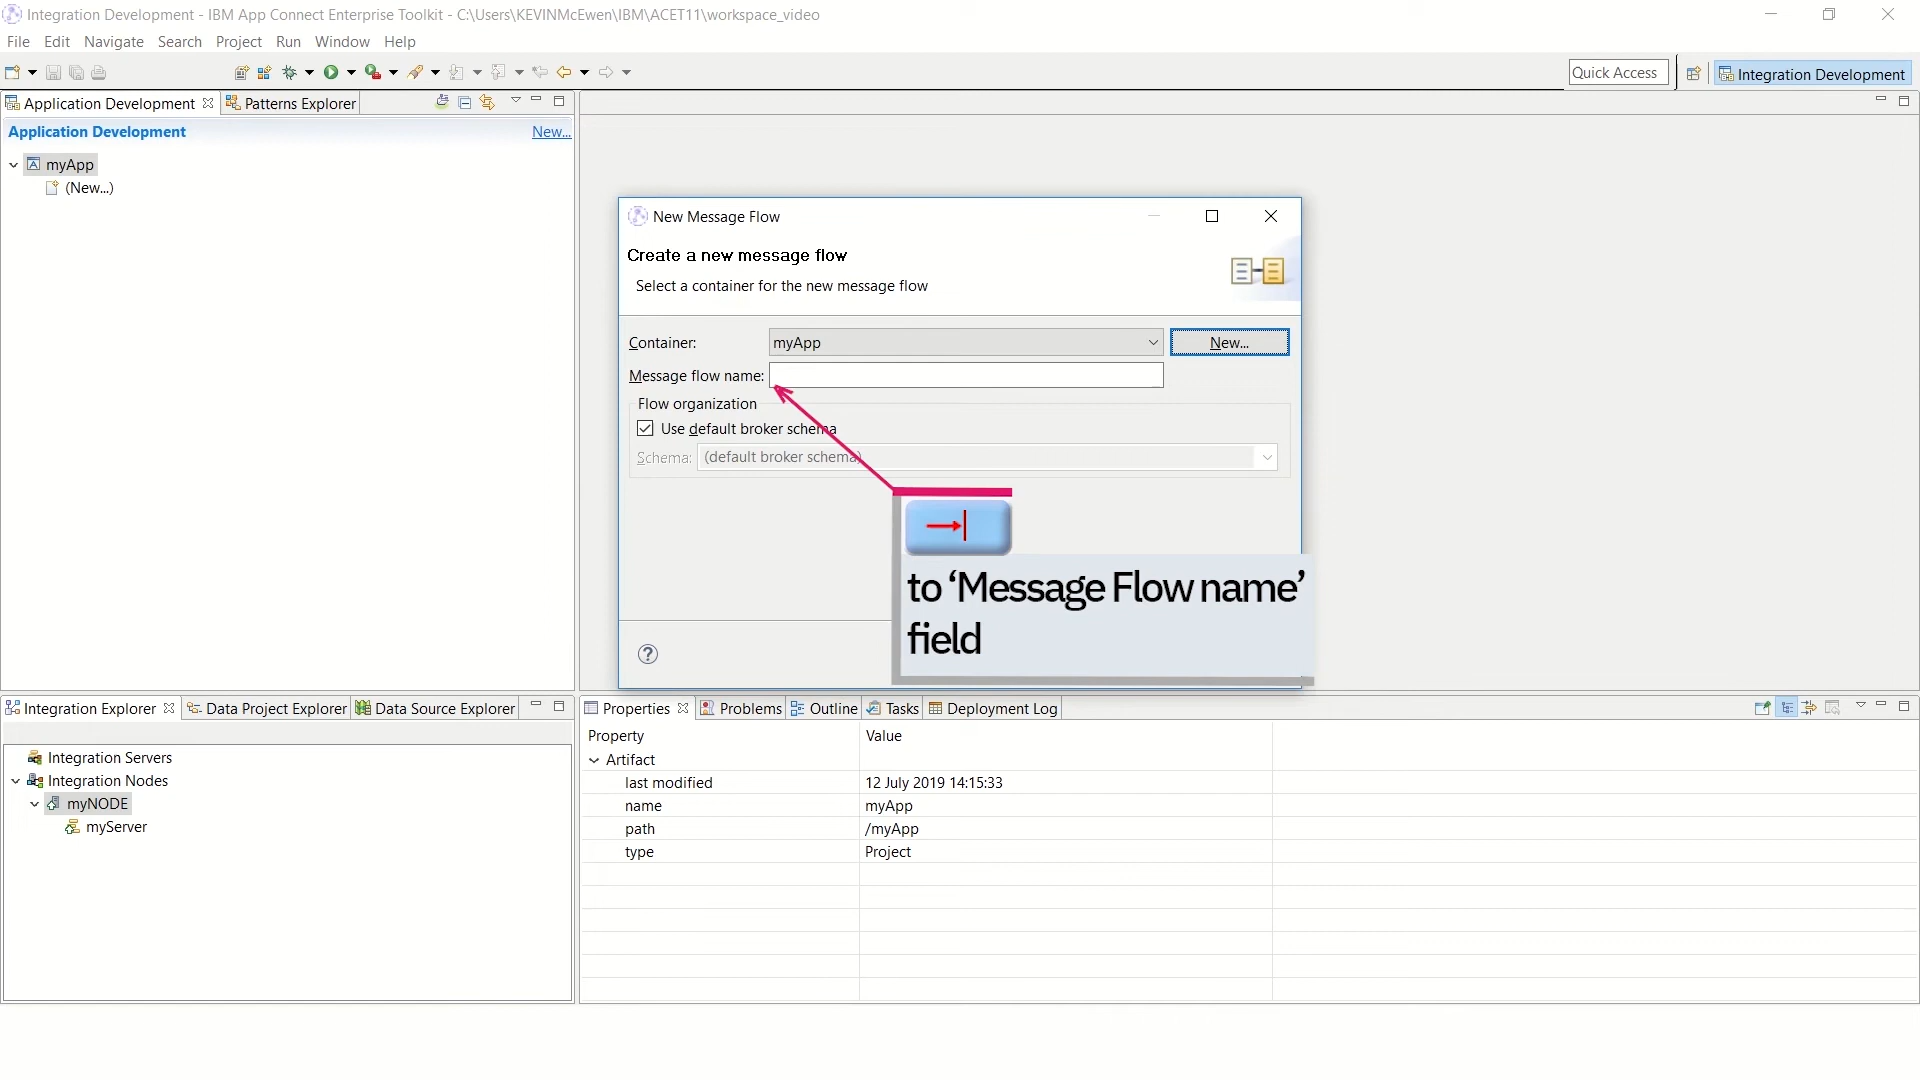 Integration Development - IBM App Connect Enterprise Toolkit - C:\Users\KEVINMcEwen\IBM\ACET11\workspace_video
File Edit Navigate Search Project Run Window Help
Quick Access
Integration Development
Application Development
Patterns Explorer
Application Development
New...
myApp
(New...)
New Message Flow
Create a new message flow
Select a container for the new message flow
Container: myApp New...
Message flow name:
Flow organization
Use default broker schema
Schema: (default broker schema)
to ‘Message Flow name’
field
?
Integration Explorer
Data Project Explorer
Data Source Explorer
Integration Servers
Integration Nodes
myNODE
myServer
Properties Problems Outline Tasks Deployment Log
Property Value
Artifact
last modified 12 July 2019 14:15:33
name myApp
path /myApp
type Project